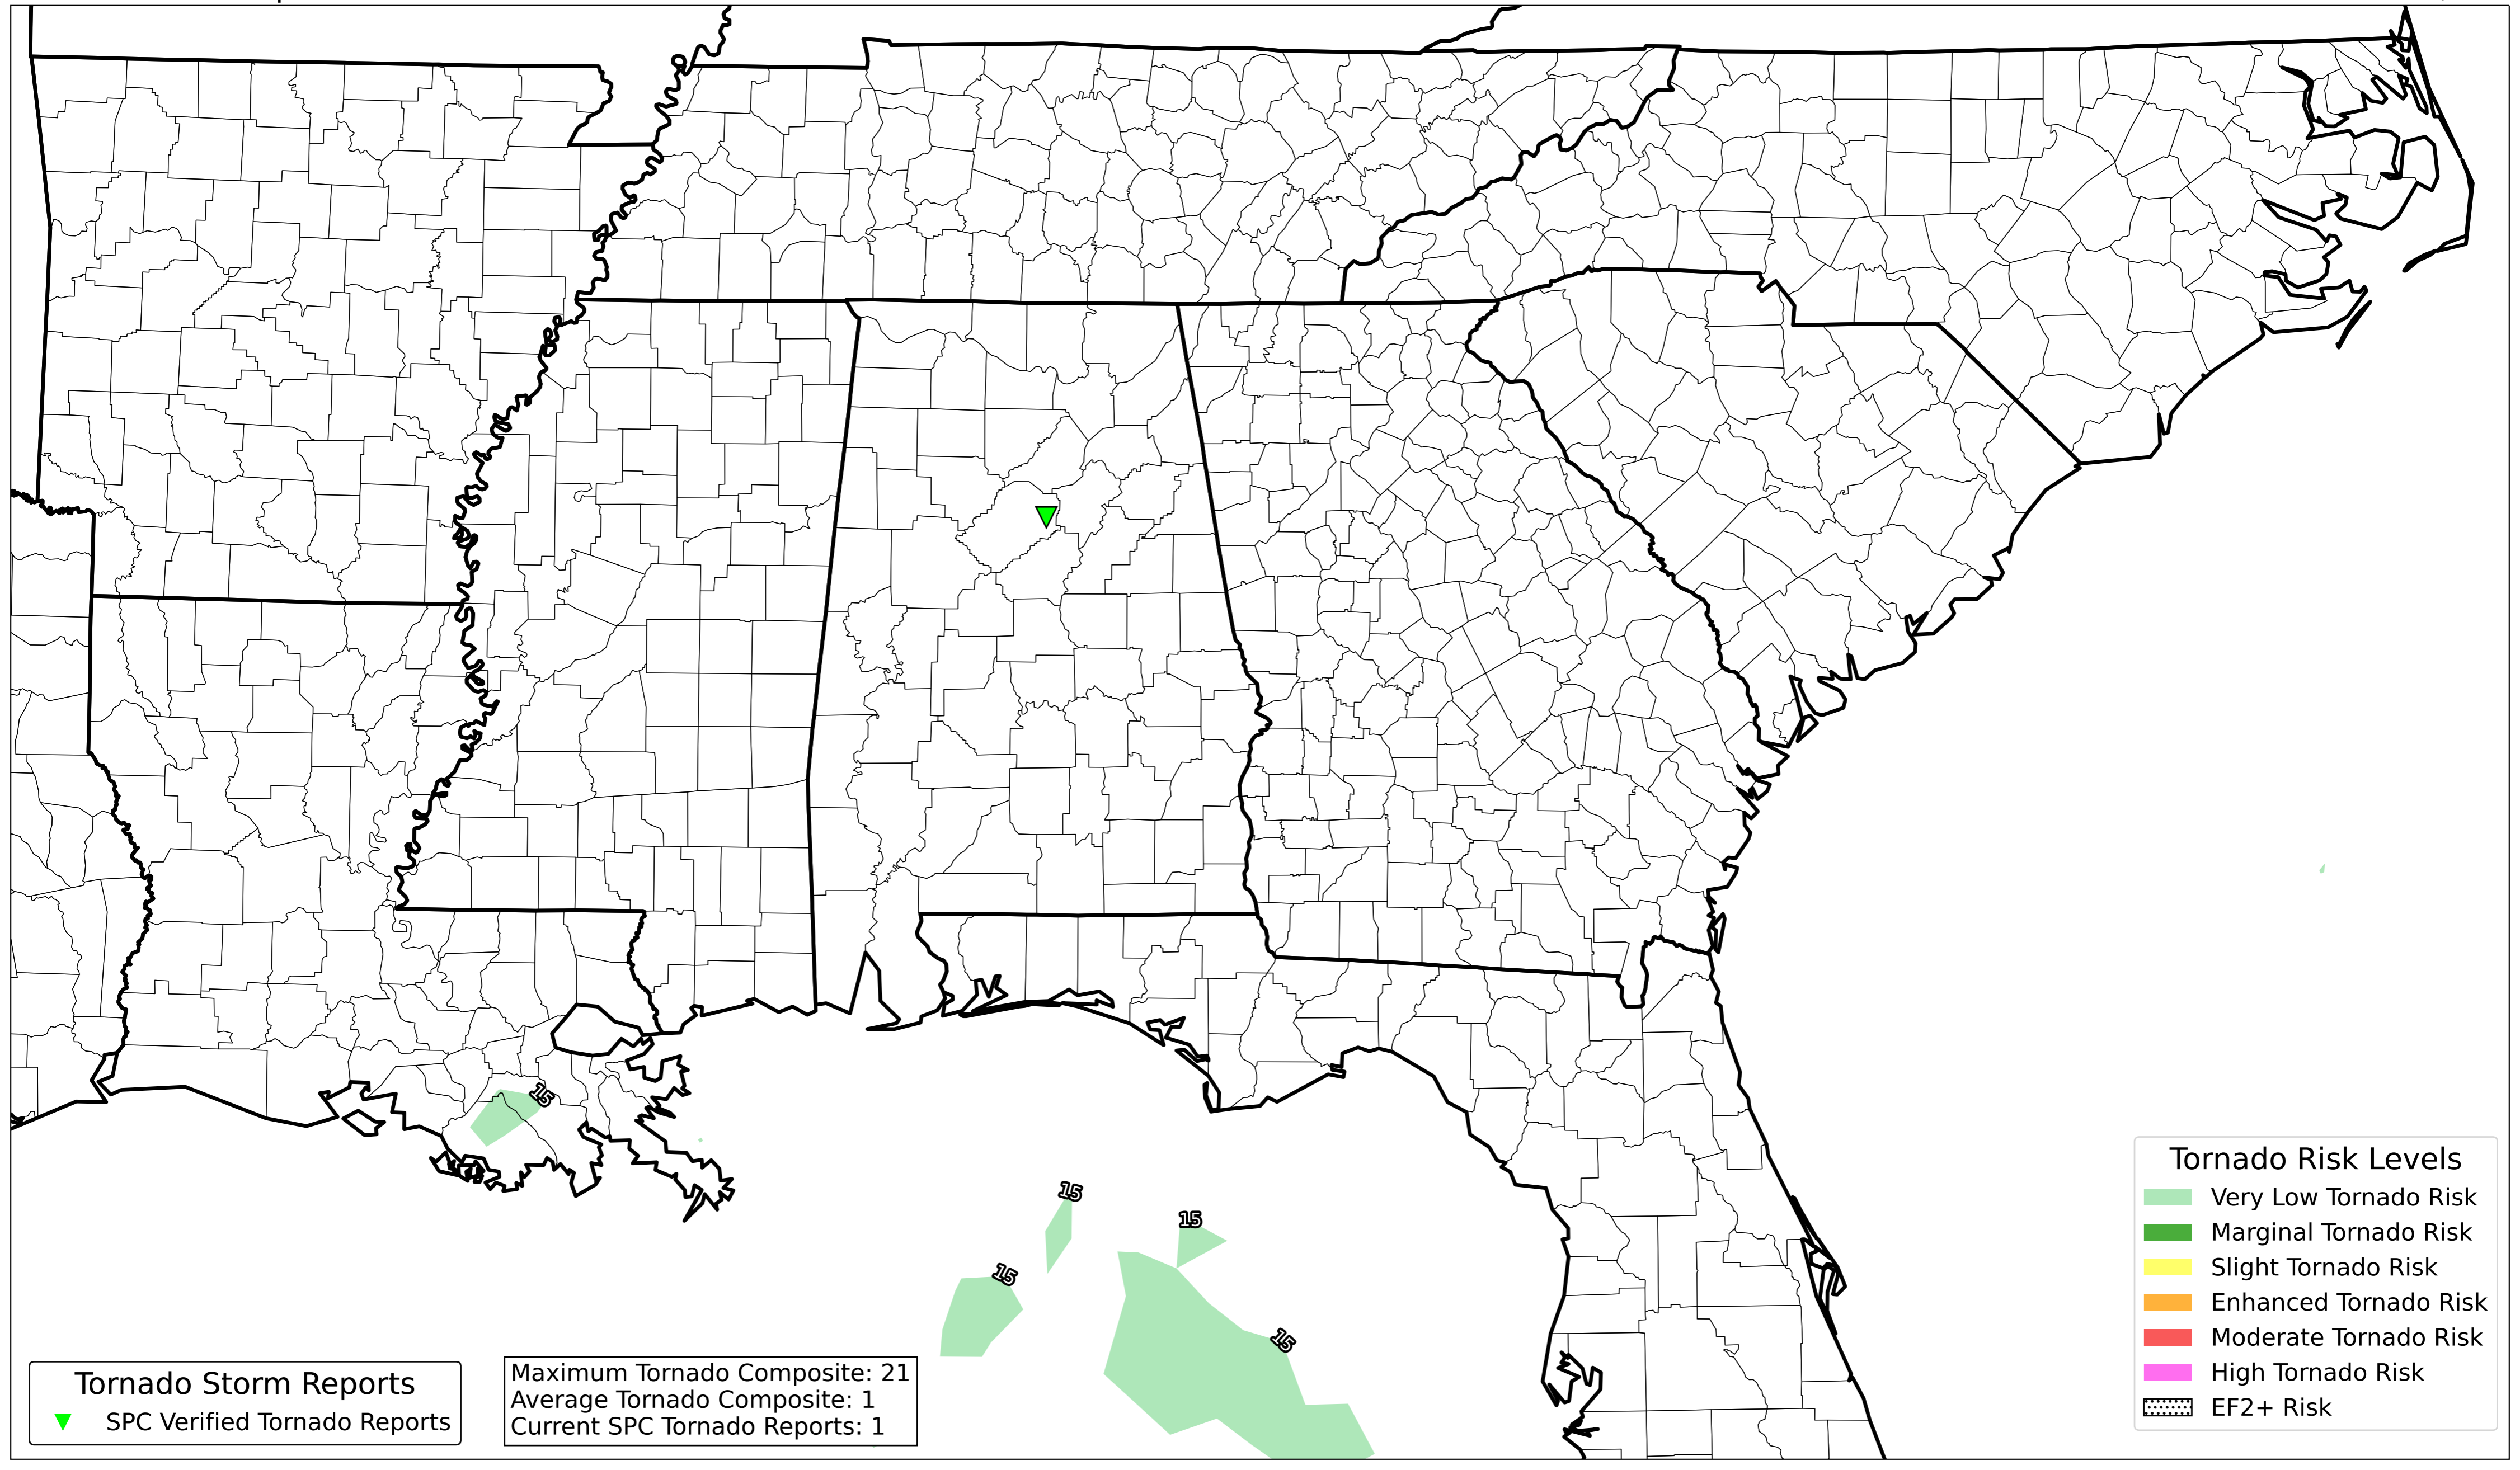 15
15
15
15
15
Tornado Storm Reports
SPC Verified Tornado Reports
Maximum Tornado Composite: 21
Average Tornado Composite: 1
Current SPC Tornado Reports: 1
Tornado Risk Levels
Very Low Tornado Risk
Marginal Tornado Risk
Slight Tornado Risk
Enhanced Tornado Risk
Moderate Tornado Risk
High Tornado Risk
EF2+ Risk